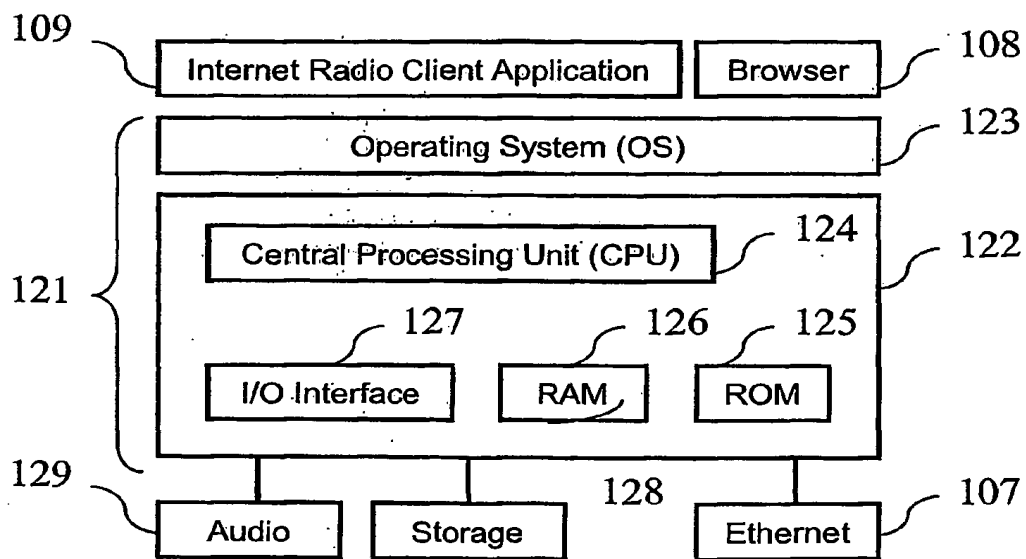 109
Internet Radio Client Application
Browser
108
Operating System (OS)
123
Central Processing Unit (CPU)
124
122
121
127
126
125
I/O Interface
RAM
ROM
129
128
107
Audio
Storage
Ethernet